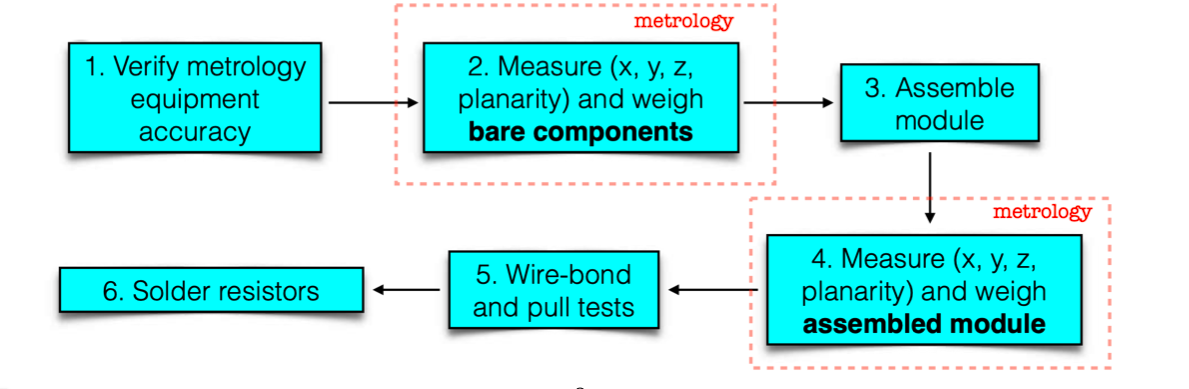 metrology
1. Verify metrology
equipment
accuracy
2. Measure (x, y, z,
planarity) and weigh
bare components
3. Assemble
module
metrology
4. Measure (x, y, z,
planarity) and weigh
assembled module
5. Wire-bond
and pull tests
6. Solder resistors